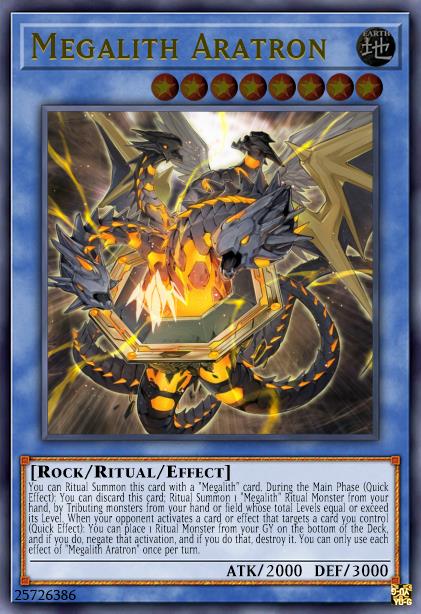 MEGALITH ARATRON
EARTH
地
[ROCK/RITUAL/EFFECT]
You can Ritual Summon this card with a "Megalith" card. During the Main Phase (Quick
Effect): You can discard this card; Ritual Summon 1 "Megalith" Ritual Monster from your
hand, by Tributing monsters from your hand or field whose total Levels equal or exceed
its Level. When your opponent activates a card or effect that targets a card you control
(Quick Effect): You can place 1 Ritual Monster from your GY on the bottom of the Deck,
and if you do, negate that activation, and if you do that, destroy it. You can only use each
effect of "Megalith Aratron" once per turn.
ATK/2000 DEF/3000
25726386